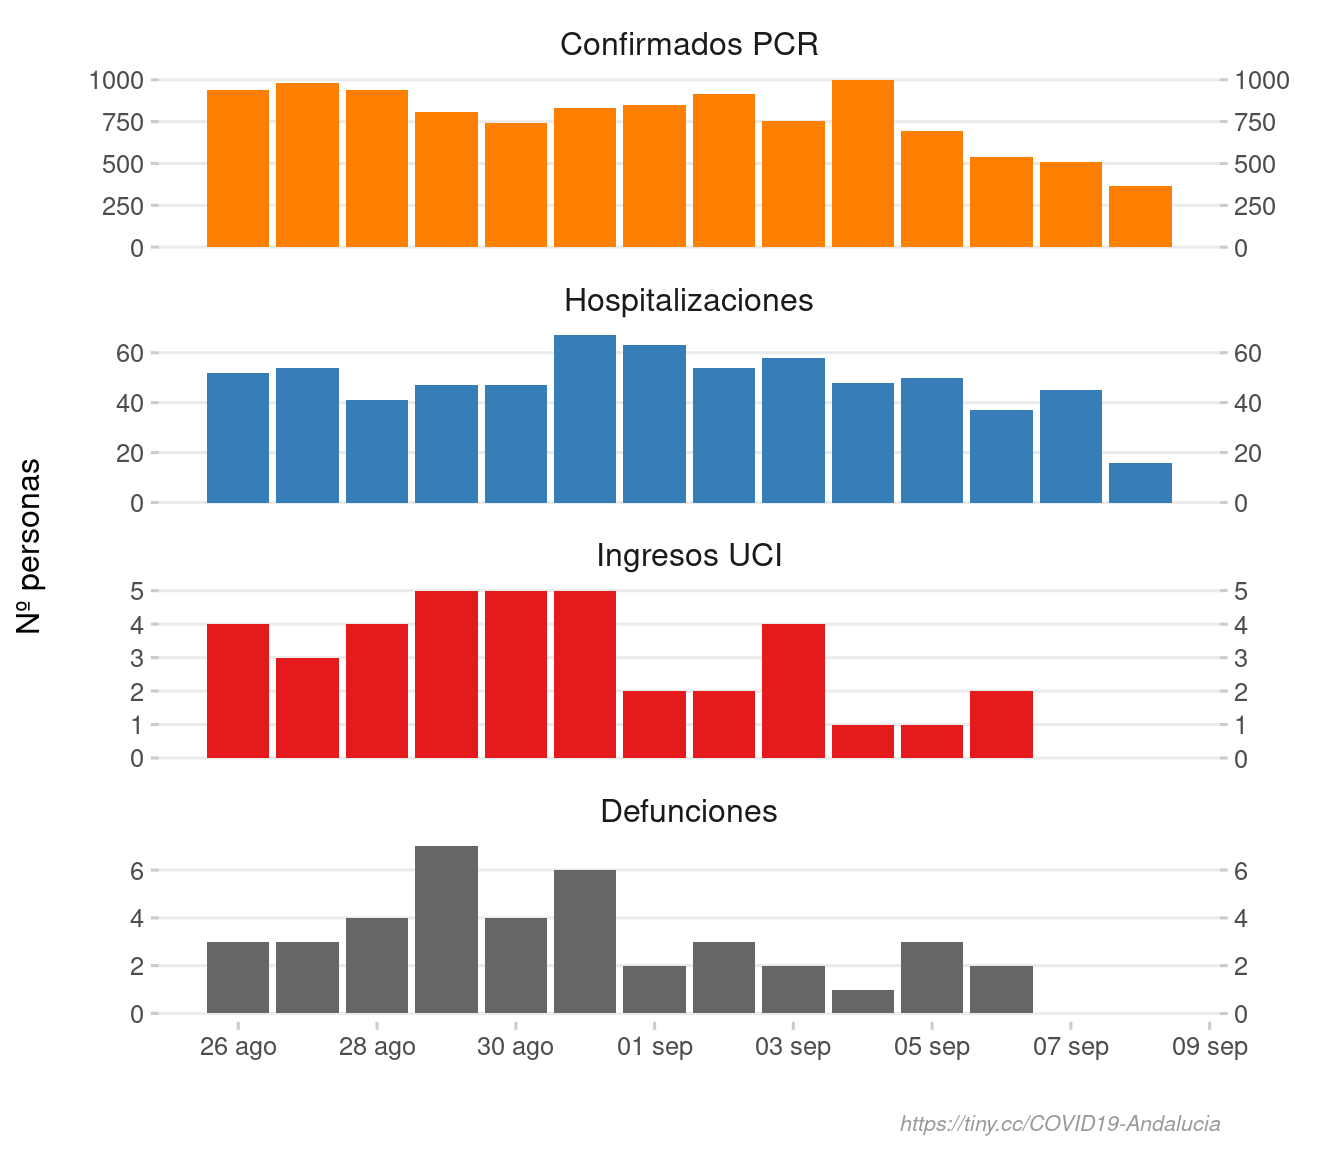 Confirmados PCR
1000 1000
750 750
500 500
250 250
0 0
Hospitalizaciones
60 60
40 40
20 20
0 0
Nº personas
Ingresos UCI
5 5
4 4
3 3
2 2
1 1
0 0
Defunciones
6 6
4 4
2 2
0 0
26 ago 28 ago 30 ago 01 sep 03 sep 05 sep 07 sep 09 sep
https://tiny.cc/COVID19-Andalucia